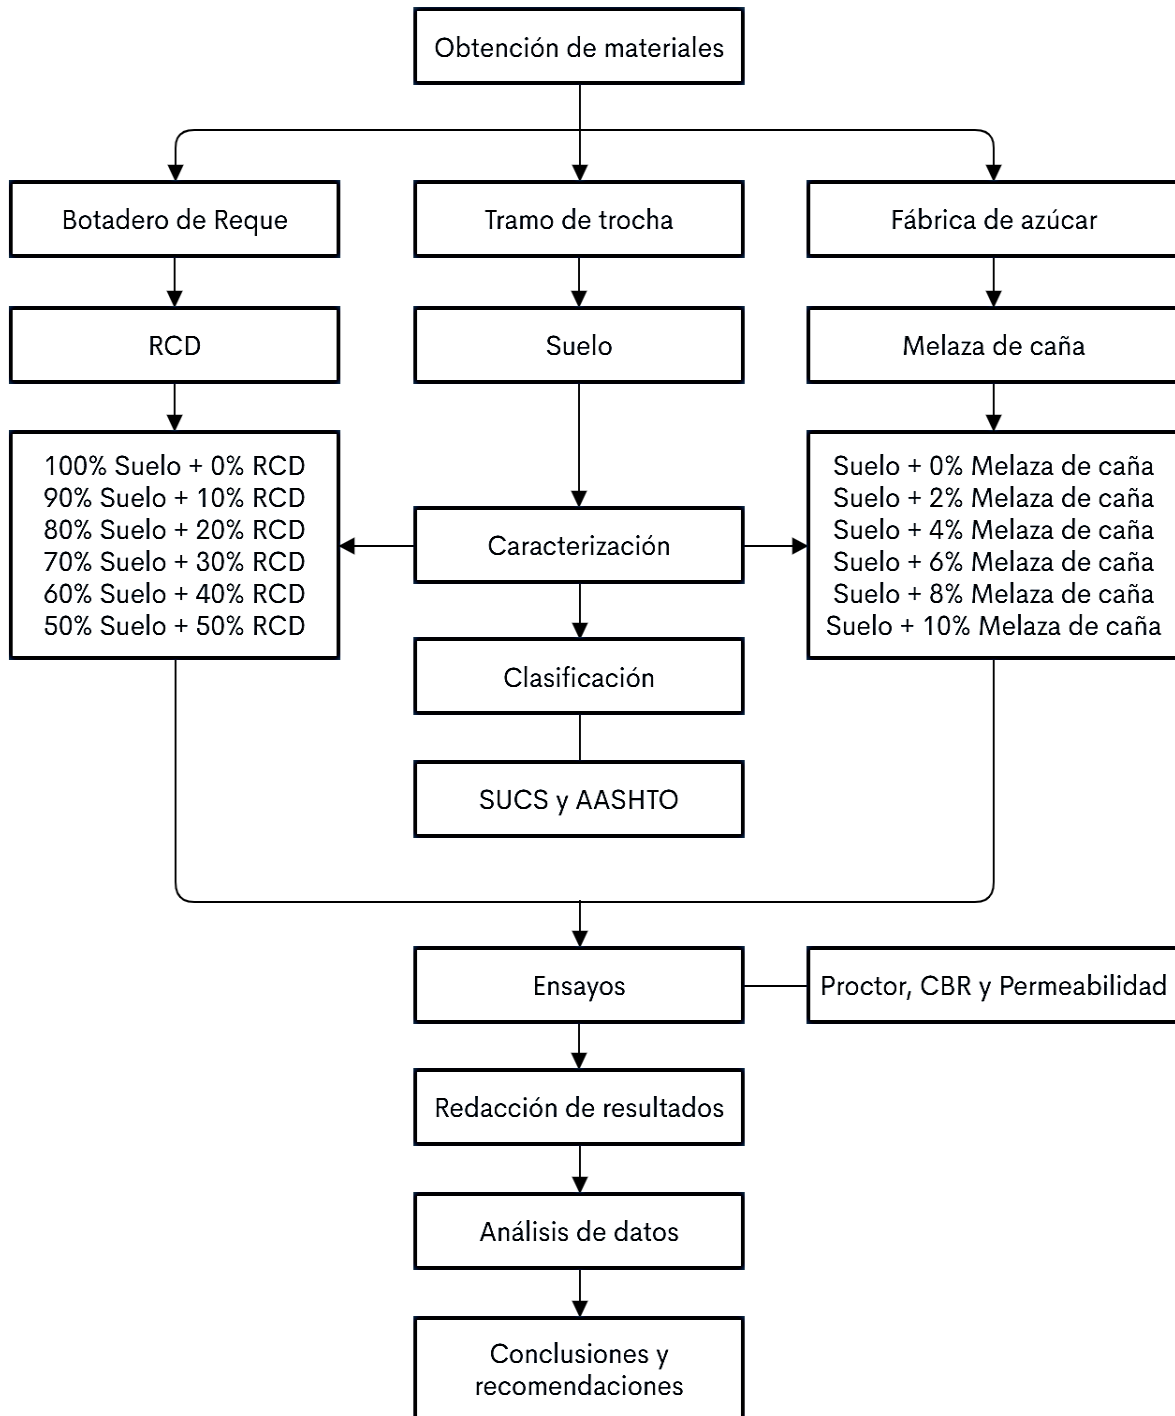 Obtención de materiales
Botadero de Reque
Tramo de trocha
Fábrica de azúcar
RCD
Suelo
Melaza de caña
100% Suelo + 0% RCD
90% Suelo + 10% RCD
80% Suelo + 20% RCD
70% Suelo + 30% RCD
60% Suelo + 40% RCD
50% Suelo + 50% RCD
Caracterización
Suelo + 0% Melaza de caña
Suelo + 2% Melaza de caña
Suelo + 4% Melaza de caña
Suelo + 6% Melaza de caña
Suelo + 8% Melaza de caña
Suelo + 10% Melaza de caña
Clasificación
SUCS y AASHTO
Ensayos
Proctor, CBR y Permeabilidad
Redacción de resultados
Análisis de datos
Conclusiones y
recomendaciones